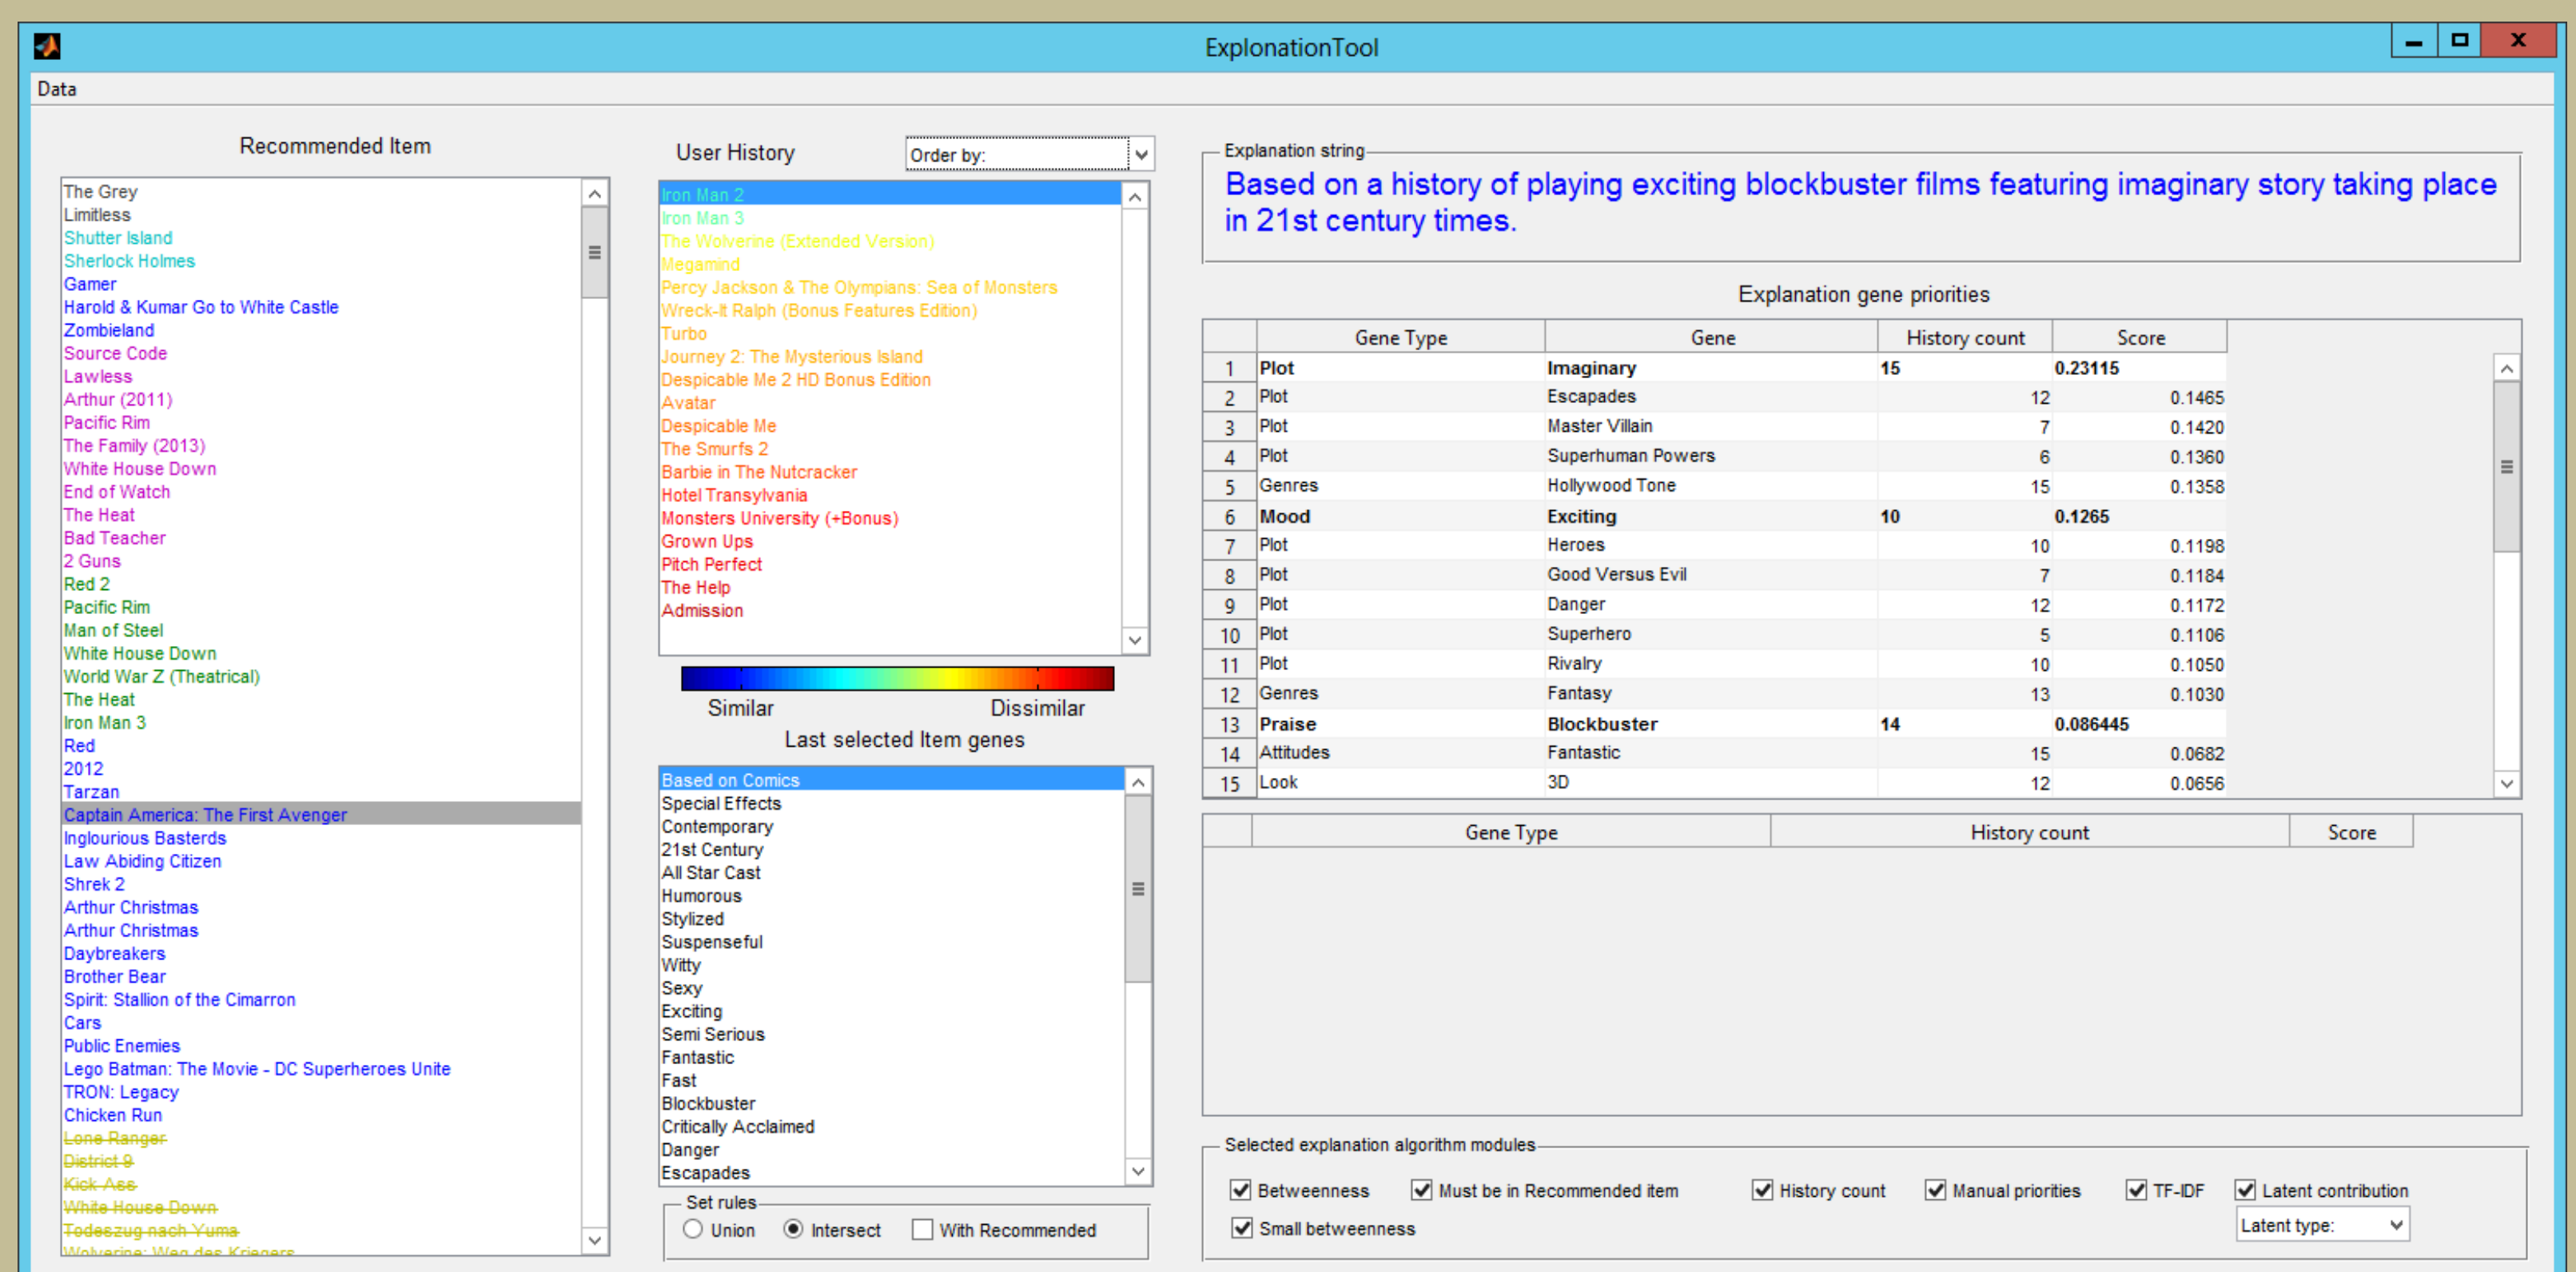 ExplonationTool
Data
Recommended Item
The Grey
Limitless
Shutter Island
Sherlock Holmes
Gamer
Harold & Kumar Go to White Castle
Zombieland
Source Code
Lawless
Arthur (2011)
Pacific Rim
The Family (2013)
White House Down
End of Watch
The Heat
Bad Teacher
2 Guns
Red 2
Pacific Rim
Man of Steel
White House Down
World War Z (Theatrical)
The Heat
Iron Man 3
Red
2012
Tarzan
Captain America: The First Avenger
Inglourious Basterds
Law Abiding Citizen
Shrek 2
Arthur Christmas
Arthur Christmas
Daybreakers
Brother Bear
Spirit: Stallion of the Cimarron
Cars
Public Enemies
Lego Batman: The Movie - DC Superheroes Unite
TRON: Legacy
Chicken Run
Lone Ranger
District 9
Kick Ass
White House Down
Todeszug nach Yuma
Wolverine: Weg des Kriegers
User History
Order by:
Iron Man 2
Iron Man 3
The Wolverine (Extended Version)
Megamind
Percy Jackson & The Olympians: Sea of Monsters
Wreck-It Ralph (Bonus Features Edition)
Turbo
Journey 2: The Mysterious Island
Despicable Me 2 HD Bonus Edition
Avatar
Despicable Me
The Smurfs 2
Barbie in The Nutcracker
Hotel Transylvania
Monsters University (+Bonus)
Grown Ups
Pitch Perfect
The Help
Admission
Similar Dissimilar
Last selected Item genes
Based on Comics
Special Effects
Contemporary
21st Century
All Star Cast
Humorous
Stylized
Suspenseful
Witty
Sexy
Exciting
Semi Serious
Fantastic
Fast
Blockbuster
Critically Acclaimed
Danger
Escapades
Set rules
Union Intersect With Recommended
Explanation string
Based on a history of playing exciting blockbuster films featuring imaginary story taking place
in 21st century times.
Explanation gene priorities
Gene Type Gene History count Score
1 Plot Imaginary 15 0.23115
2 Plot Escapades 12 0.1465
3 Plot Master Villain 7 0.1420
4 Plot Superhuman Powers 6 0.1360
5 Genres Hollywood Tone 15 0.1358
6 Mood Exciting 10 0.1265
7 Plot Heroes 10 0.1198
8 Plot Good Versus Evil 7 0.1184
9 Plot Danger 12 0.1172
10 Plot Superhero 5 0.1106
11 Plot Rivalry 10 0.1050
12 Genres Fantasy 13 0.1030
13 Praise Blockbuster 14 0.086445
14 Attitudes Fantastic 15 0.0682
15 Look 3D 12 0.0656
Gene Type History count Score
Selected explanation algorithm modules
Betweenness Must be in Recommended item History count Manual priorities TF-IDF Latent contribution
Small betweenness Latent type: